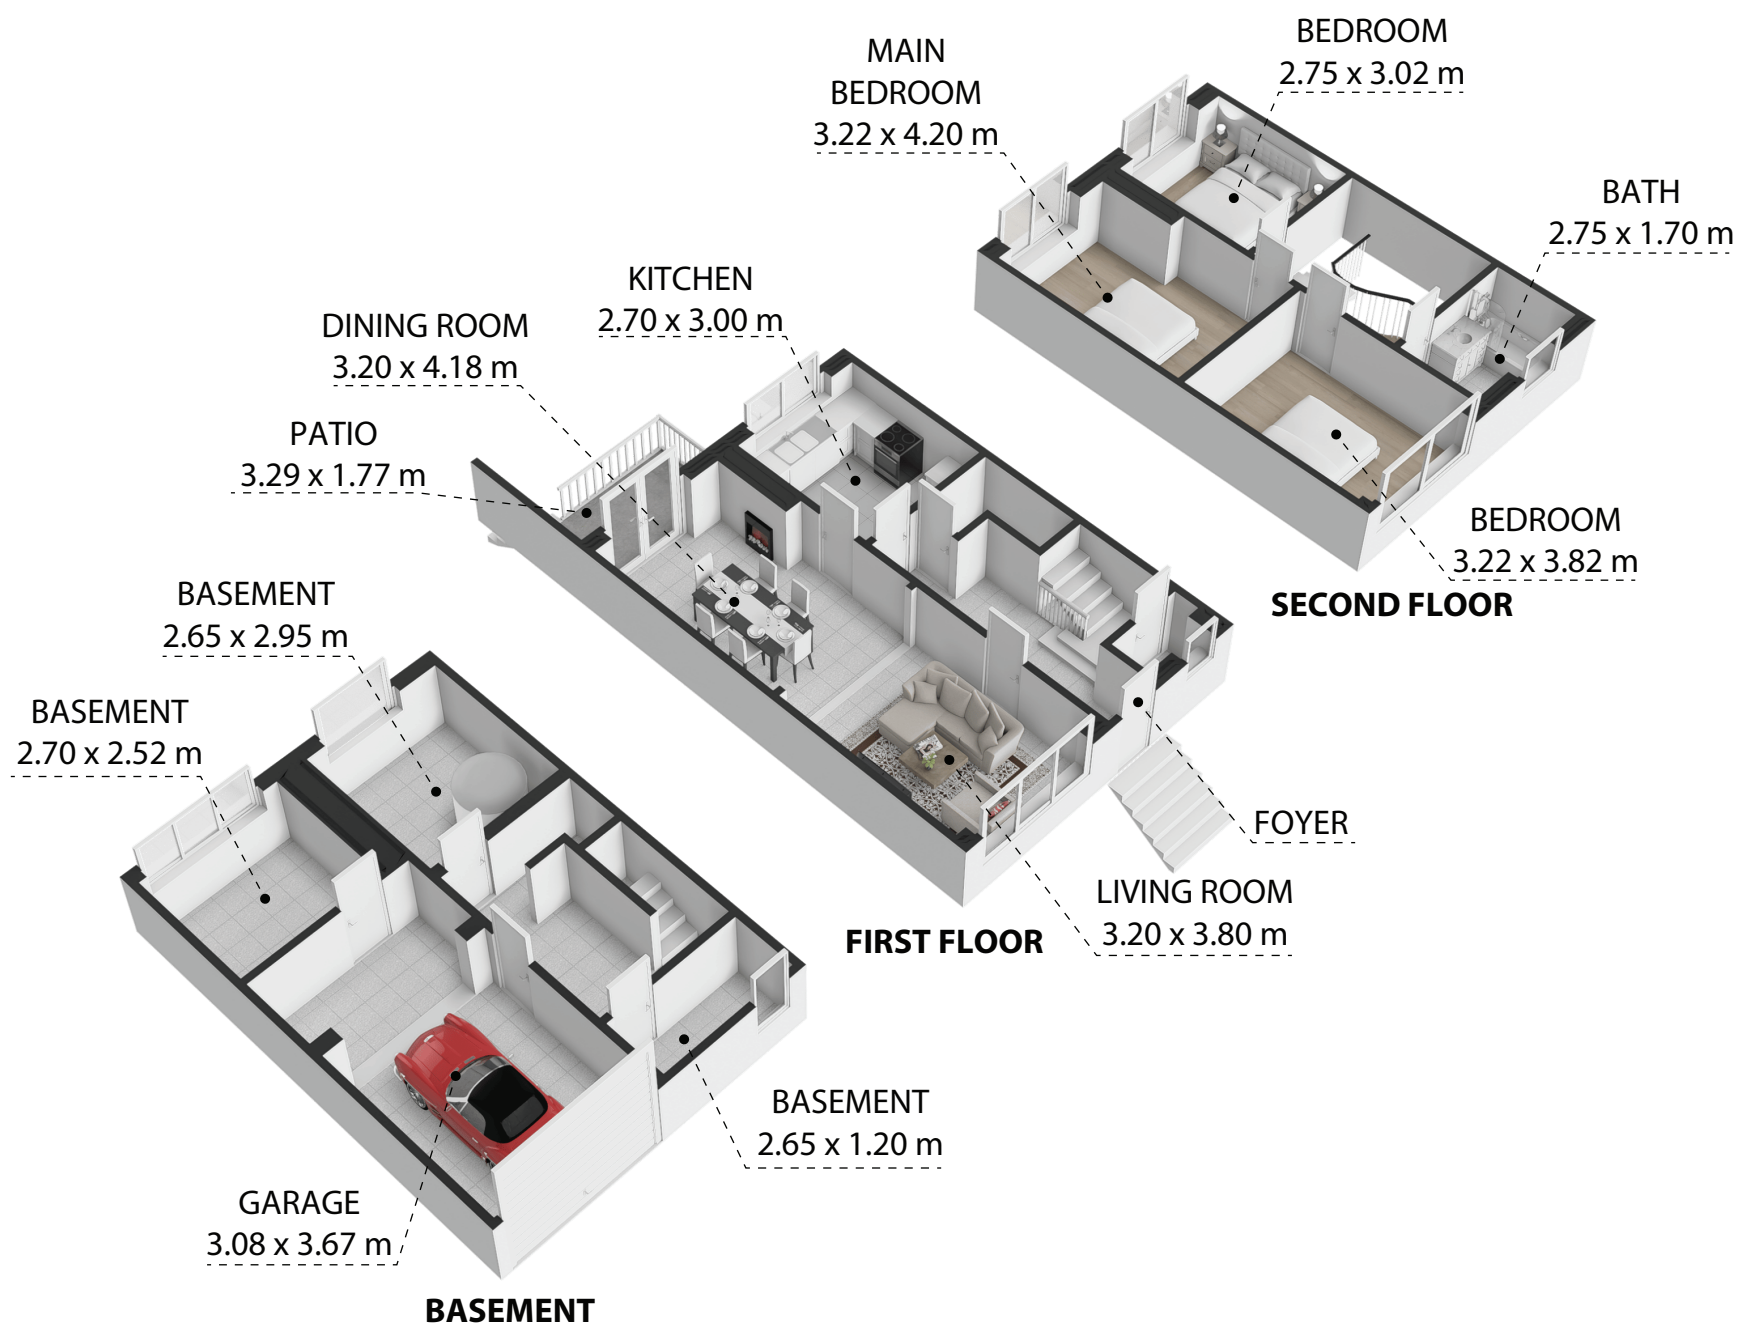 BEDROOM
2.75 x 3.02 m
MAIN
BEDROOM
3.22 x 4.20 m
BATH
2.75 x 1.70 m
KITCHEN
2.70 x 3.00 m
DINING ROOM
3.20 x 4.18 m
PATIO
3.29 x 1.77 m
BEDROOM
3.22 x 3.82 m
SECOND FLOOR
BASEMENT
2.65 x 2.95 m
BASEMENT
2.70 x 2.52 m
FOYER
LIVING ROOM
3.20 x 3.80 m
FIRST FLOOR
BASEMENT
2.65 x 1.20 m
GARAGE
3.08 x 3.67 m
BASEMENT